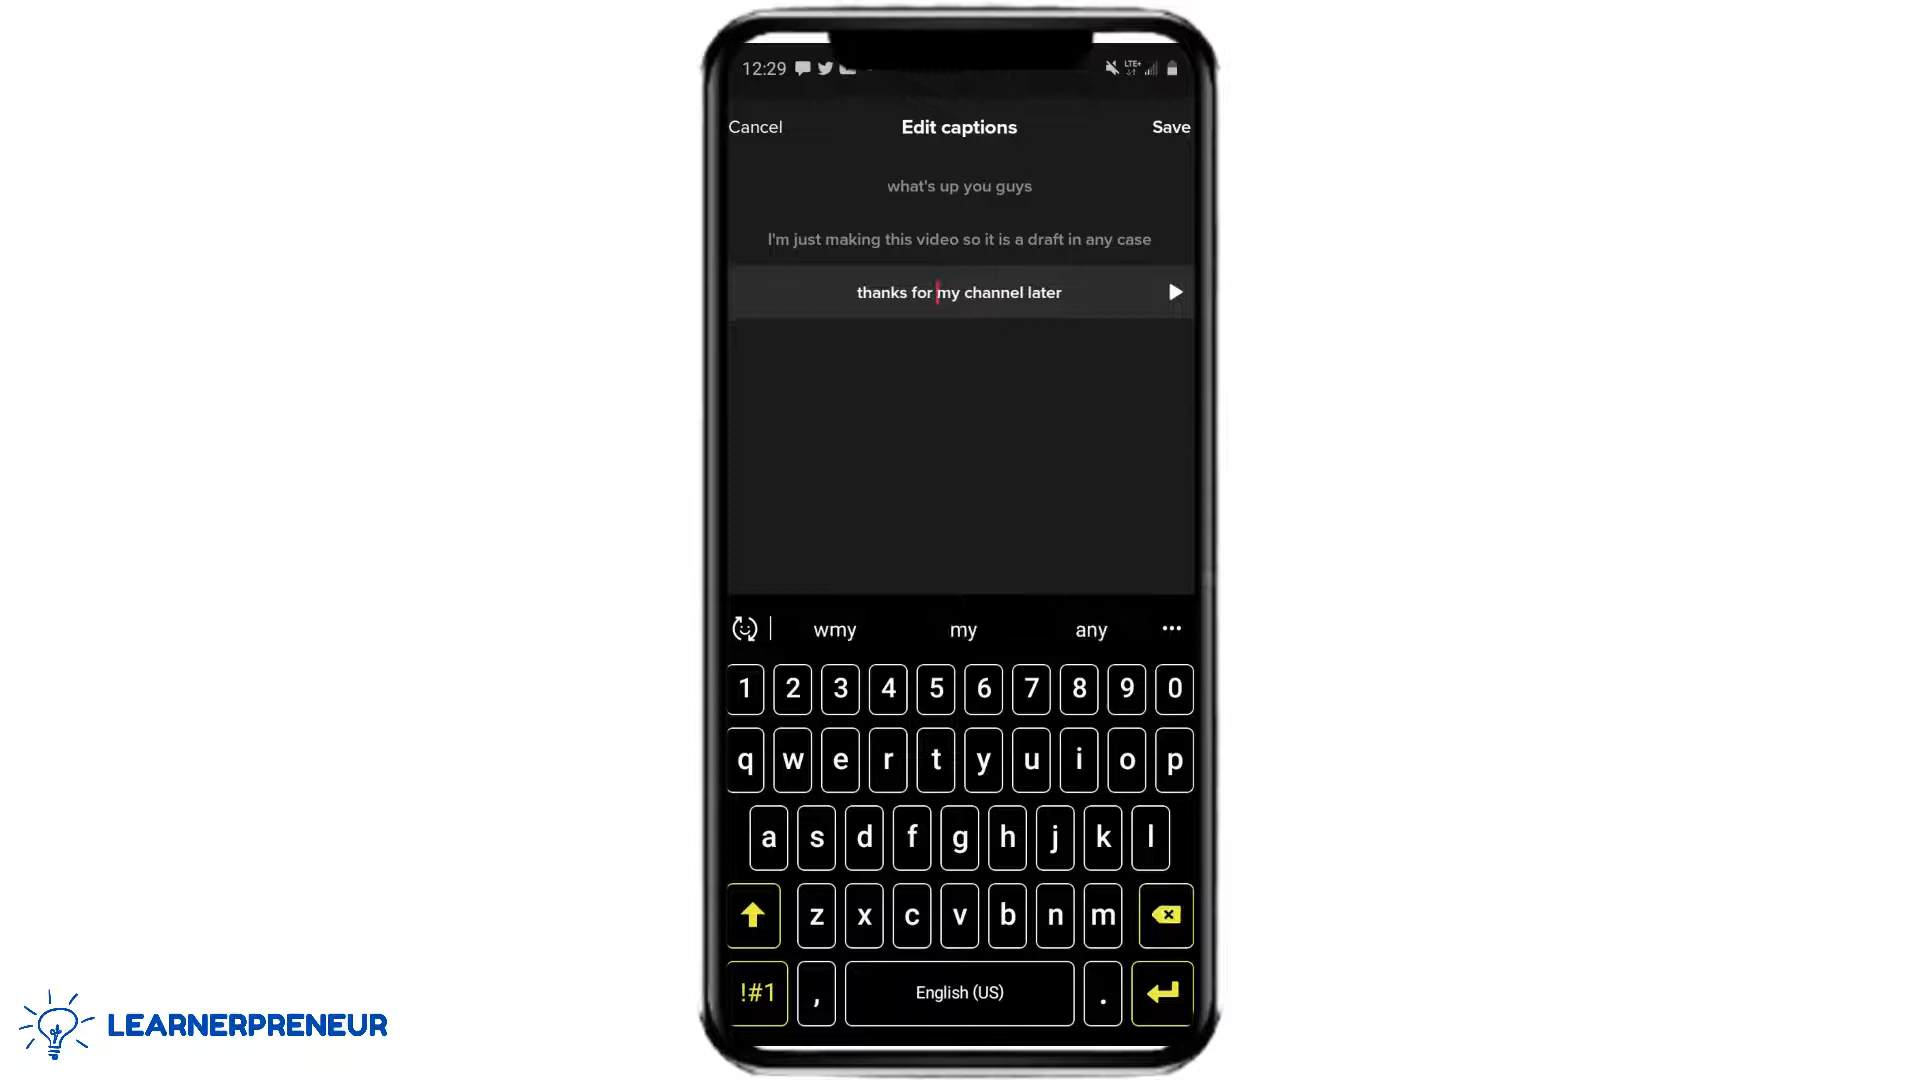 12:29 LTE+
Cancel Edit captions Save
what's up you guys
I'm just making this video so it is a draft in any case
thanks for my channel later
wmy my any
1 2 3 4 5 6 7 8 9 0
q w e r t y u i o p
a s d f g h j k l
z x c v b n m
!#1 , English (US) .
LEARNERPRENEUR